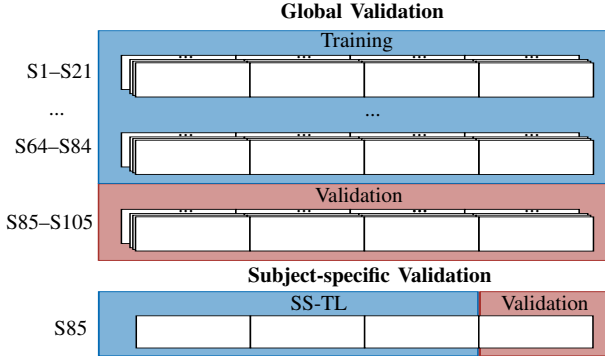 Global Validation
Training
... ... ... ...
S1–S21
... ...
... ... ... ...
S64–S84
Validation
... ... ... ...
S85–S105
Subject-specific Validation
SS-TL Validation
S85